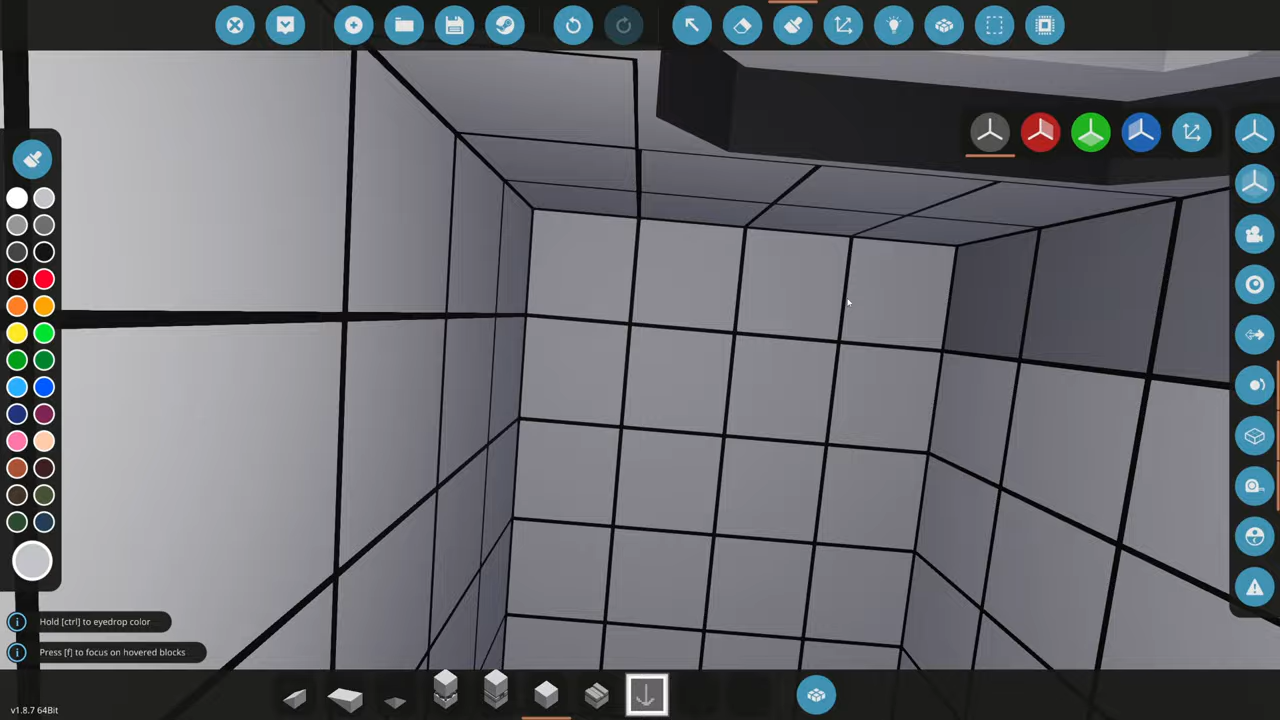 Hold [ctrl] to eyedrop color
Press [f] to focus on hovered blocks
v1.8.7 64Bit